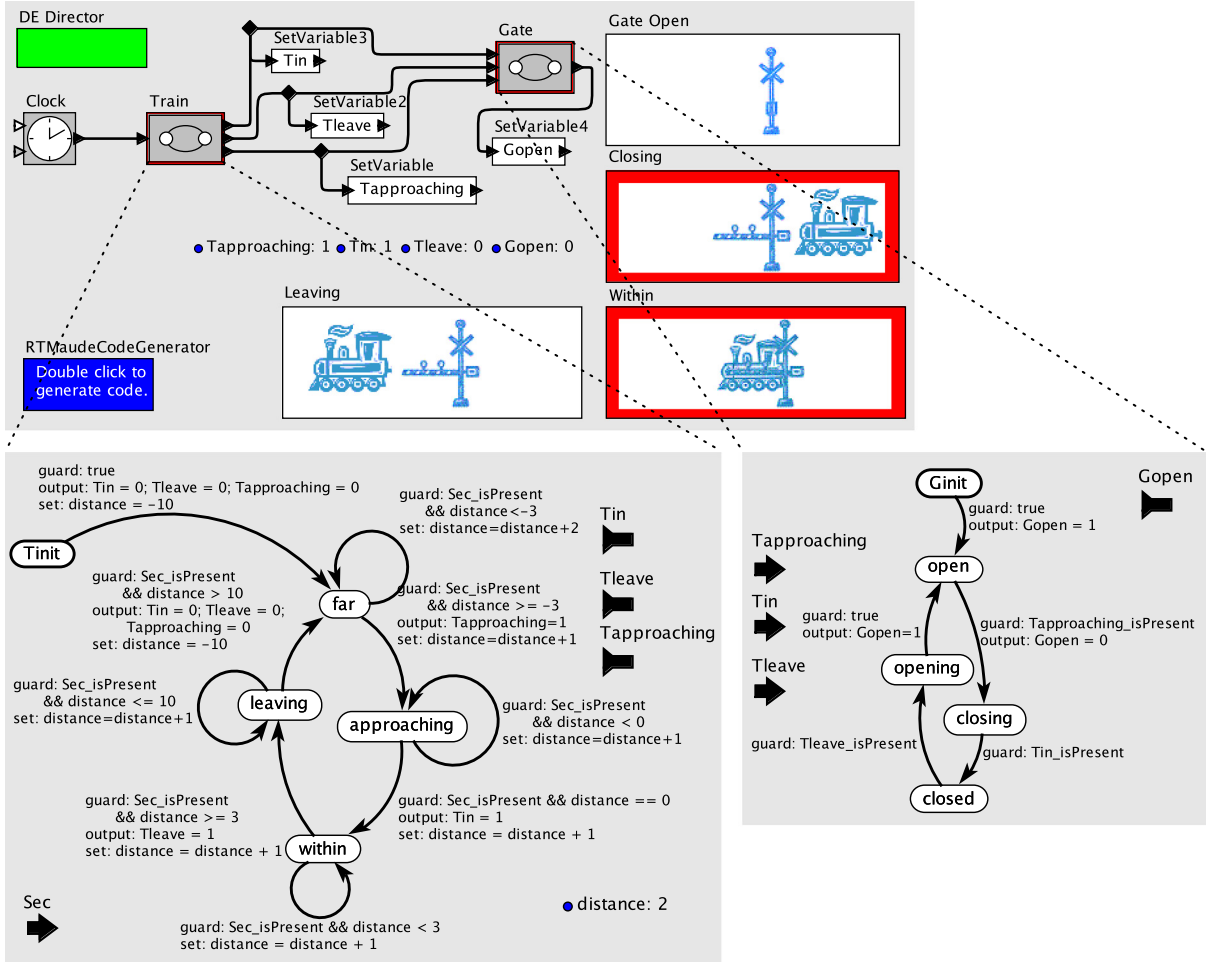 DE Director
Clock
Train
SetVariable3
Tin
SetVariable2
Tleave
SetVariable
Tapproaching
Gate
SetVariable4
Gopen
Gate Open
Closing
Within
Tapproaching: 1 Tin: 1 Tleave: 0 Gopen: 0
Leaving
RTMaudeCodeGenerator
Double click to
generate code.
guard: true
output: Tin = 0; Tleave = 0; Tapproaching = 0
set: distance = -10
Tinit
guard: Sec_isPresent
&& distance<-3
set: distance=distance+2
Tin
Tleave
Tapproaching
guard: Sec_isPresent
&& distance > 10
output: Tin = 0; Tleave = 0;
Tapproaching = 0
set: distance = -10
far
guard: Sec_isPresent
&& distance >= -3
output: Tapproaching=1
set: distance=distance+1
guard: Sec_isPresent
&& distance <= 10
set: distance=distance+1
leaving
approaching
guard: Sec_isPresent
&& distance < 0
set: distance=distance+1
guard: Sec_isPresent
&& distance >= 3
output: Tleave = 1
set: distance = distance + 1
guard: Sec_isPresent && distance == 0
output: Tin = 1
set: distance = distance + 1
within
Sec
guard: Sec_isPresent && distance < 3
set: distance = distance + 1
distance: 2
Ginit
Gopen
guard: true
output: Gopen = 1
Tapproaching
open
Tin
guard: true
output: Gopen=1
guard: Tapproaching_isPresent
output: Gopen = 0
Tleave
opening
closing
guard: Tleave_isPresent
guard: Tin_isPresent
closed